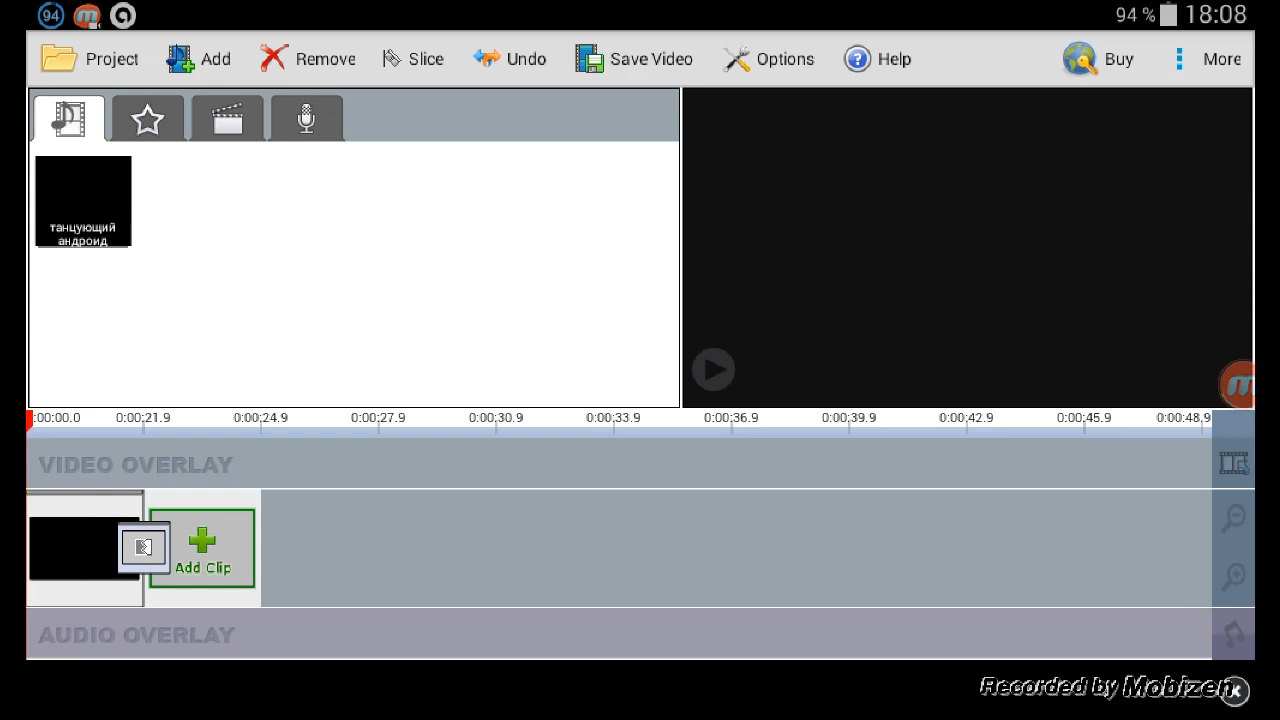 94
94 %
18:08
Project
Add
Remove
Slice
Undo
Save Video
Options
Help
Buy
More
танцующий
андроид
:00:00.0
0:00:21.9
0:00:24.9
0:00:27.9
0:00:30.9
0:00:33.9
0:00:36.9
0:00:39.9
0:00:42.9
0:00:45.9
0:00:48.9
VIDEO OVERLAY
Add Clip
AUDIO OVERLAY
Recorded by Mobizen